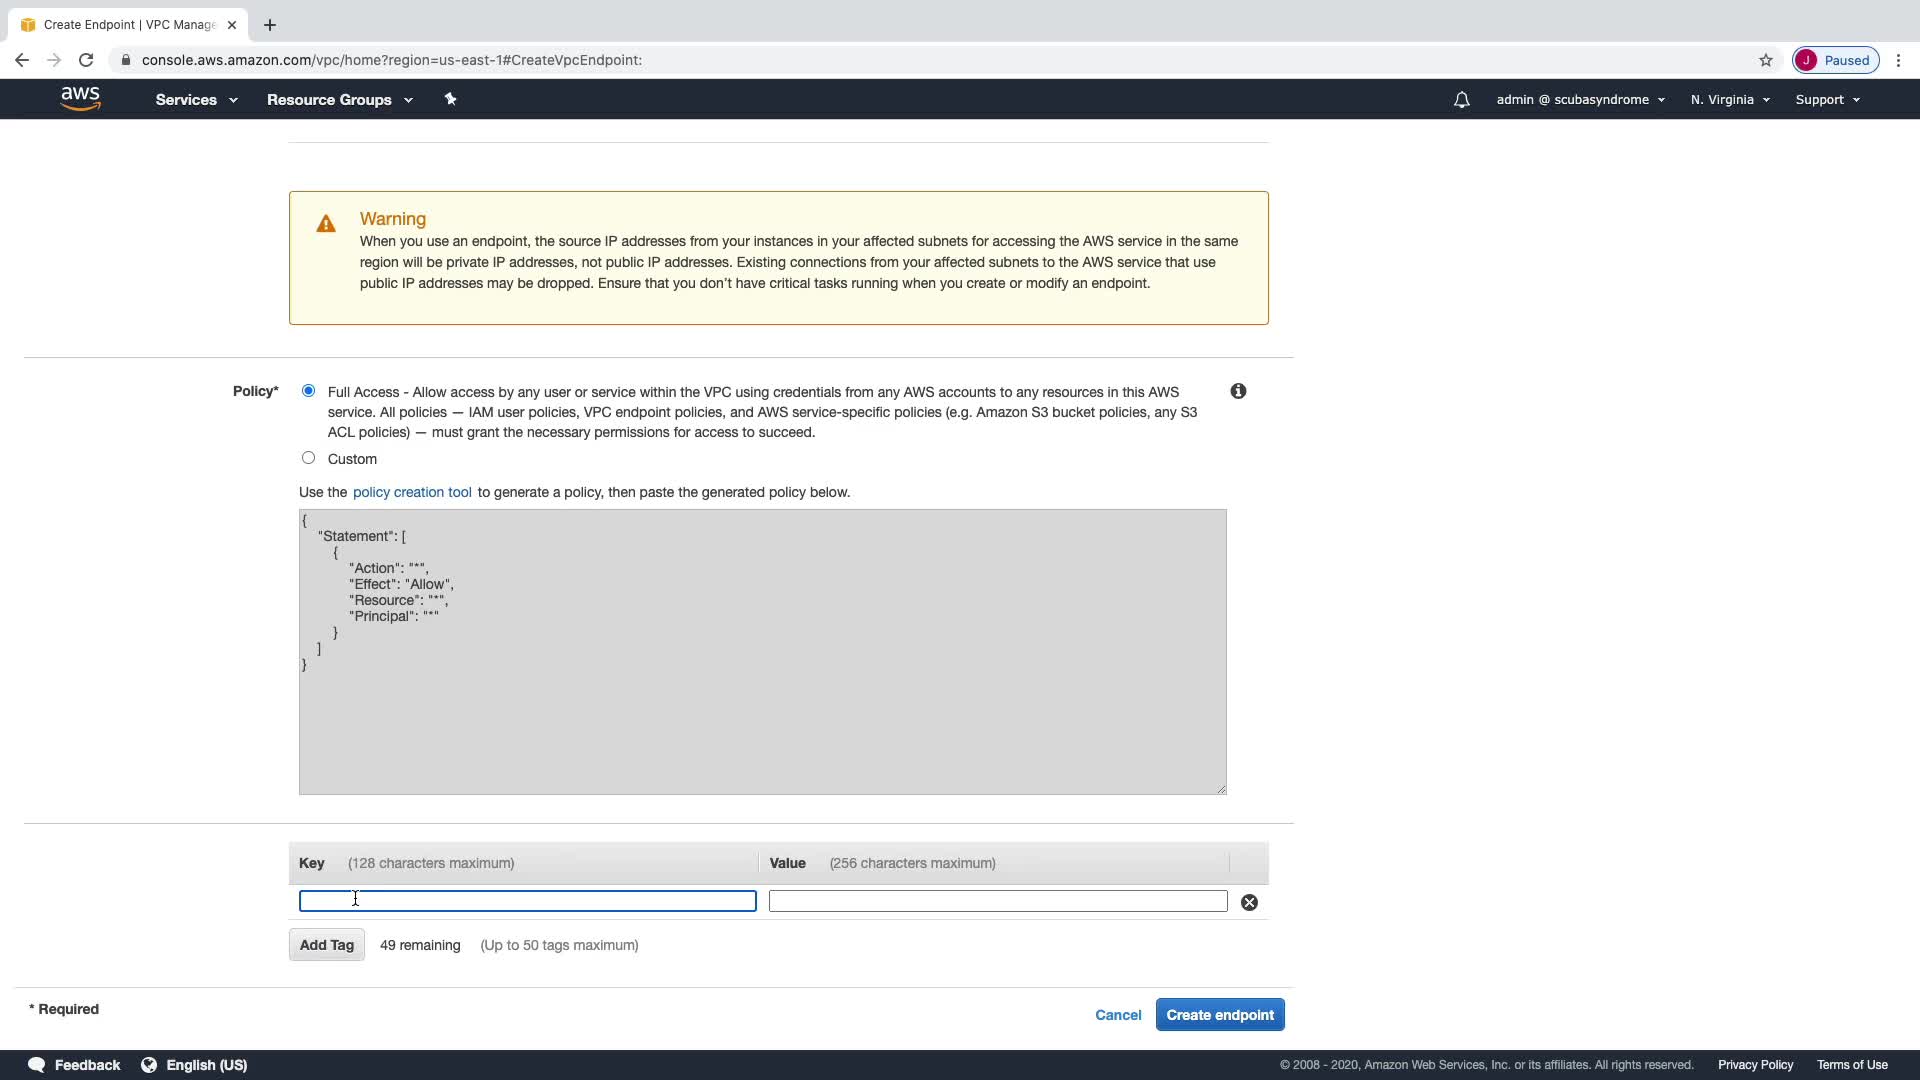 Create Endpoint | VPC Manage
console.aws.amazon.com/vpc/home?region=us-east-1#CreateVpcEndpoint:
J Paused
aws Services Resource Groups admin @ scubasyndrome N. Virginia Support
Warning
When you use an endpoint, the source IP addresses from your instances in your affected subnets for accessing the AWS service in the same
region will be private IP addresses, not public IP addresses. Existing connections from your affected subnets to the AWS service that use
public IP addresses may be dropped. Ensure that you don't have critical tasks running when you create or modify an endpoint.
Policy* Full Access - Allow access by any user or service within the VPC using credentials from any AWS accounts to any resources in this AWS
service. All policies — IAM user policies, VPC endpoint policies, and AWS service-specific policies (e.g. Amazon S3 bucket policies, any S3
ACL policies) — must grant the necessary permissions for access to succeed.
Custom
Use the policy creation tool to generate a policy, then paste the generated policy below.
{
"Statement": [
{
"Action": "*",
"Effect": "Allow",
"Resource": "*",
"Principal": "*"
}
]
}
Key (128 characters maximum) Value (256 characters maximum)
Add Tag 49 remaining (Up to 50 tags maximum)
* Required
Cancel Create endpoint
Feedback English (US) © 2008 - 2020, Amazon Web Services, Inc. or its affiliates. All rights reserved. Privacy Policy Terms of Use